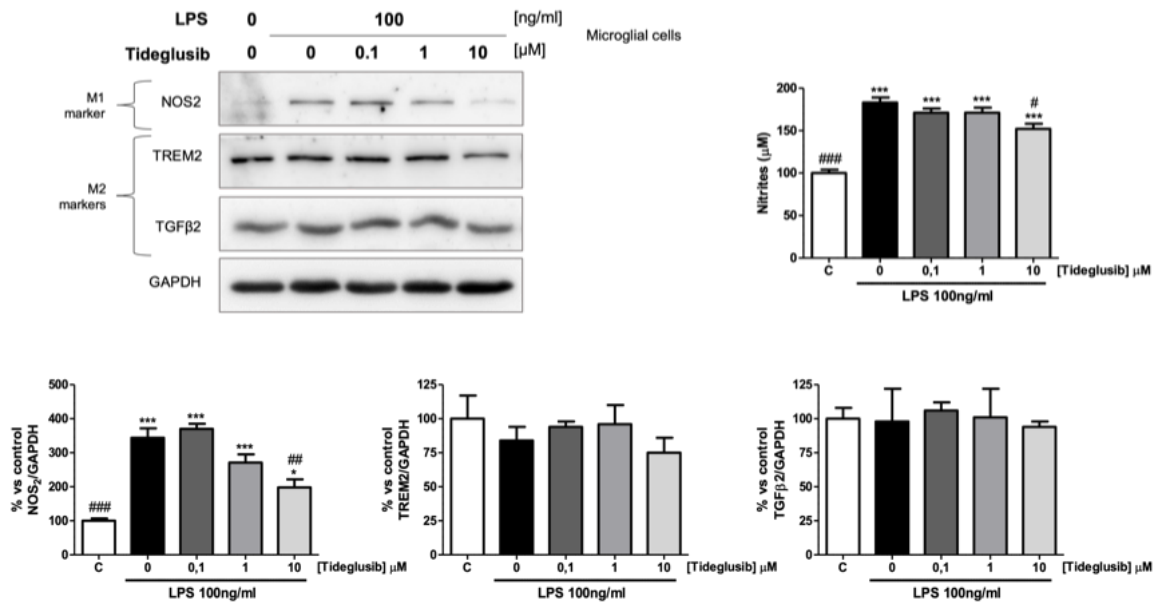 LPS 0 100 [ng/ml]
Microglial cells
Tideglusib 0 0 0.1 1 10 [µM]
M1 marker
NOS2
M2 markers
TREM2
TGFβ2
GAPDH
Nitrites (µM)
200
150
100
50
0
###
***
***
***
#
***
C 0 0,1 1 10 [Tideglusib] µM
LPS 100ng/ml
% vs control
NOS2/GAPDH
500
400
300
200
100
0
###
***
***
***
##
*
C 0 0,1 1 10 [Tideglusib] µM
LPS 100ng/ml
% vs control
TREM2/GAPDH
125
100
75
50
25
0
C 0 0,1 1 10 [Tideglusib] µM
LPS 100ng/ml
% vs control
TGFβ2/GAPDH
125
100
75
50
25
0
C 0 0,1 1 10 [Tideglusib] µM
LPS 100ng/ml